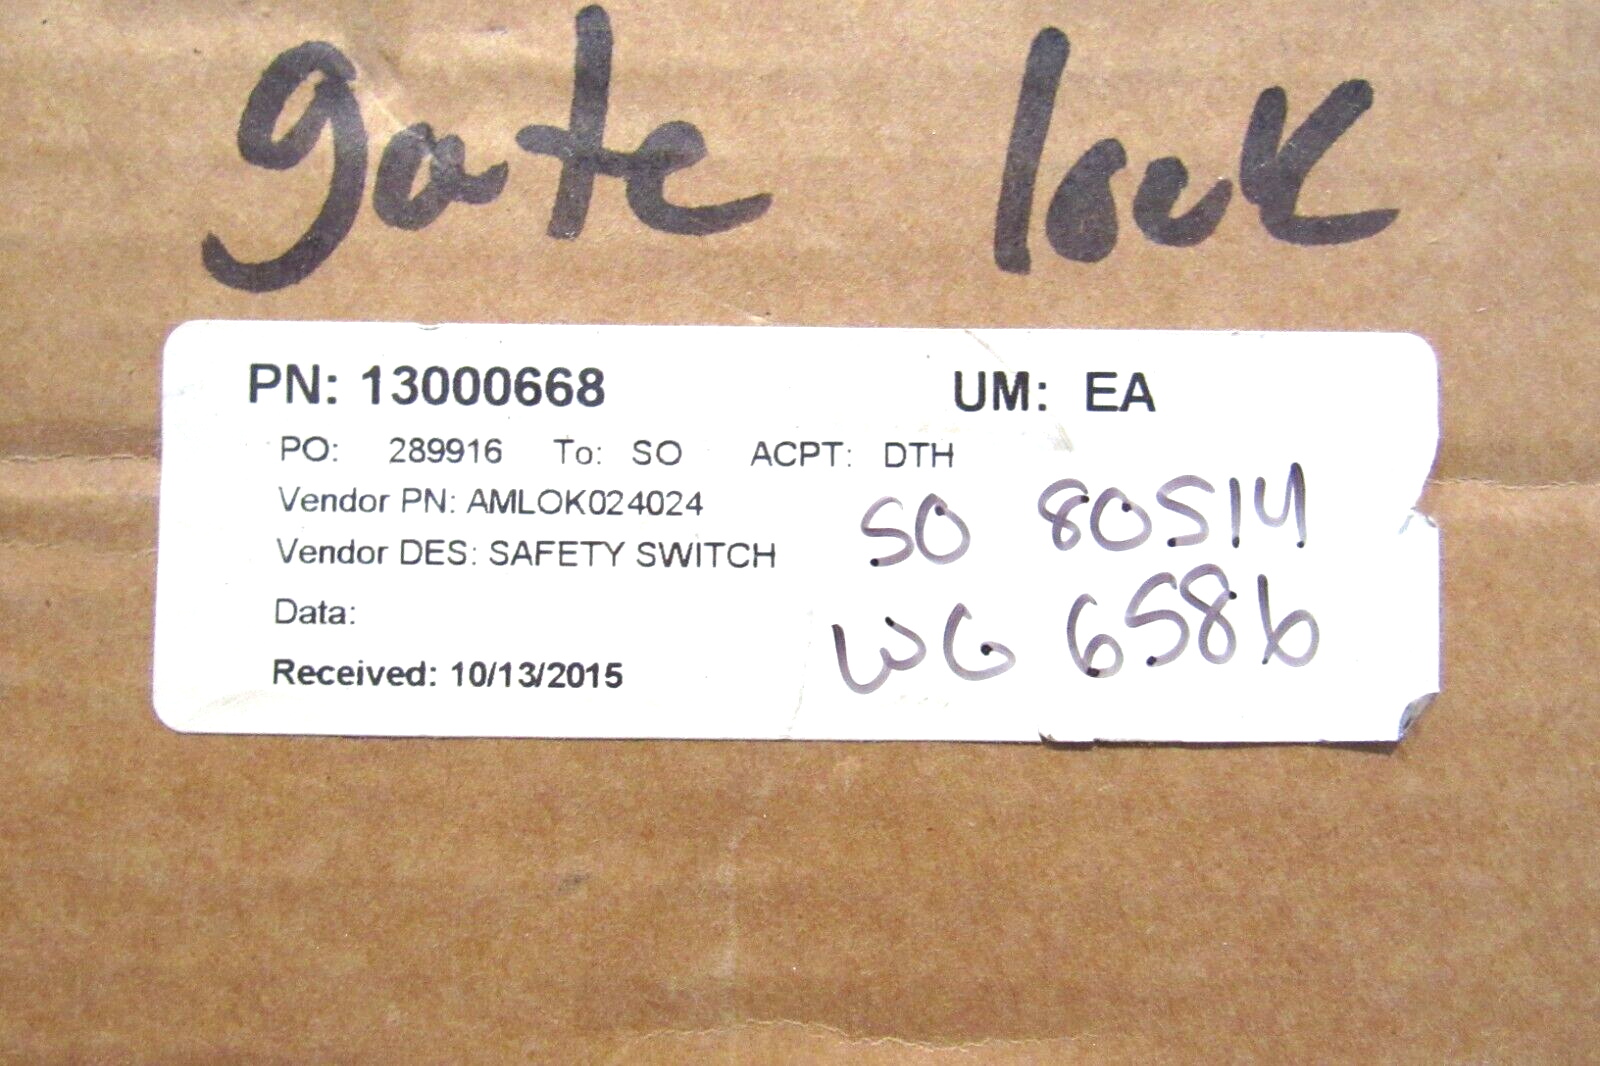 gate lock
PN: 13000668 UM: EA
PO: 289916 To: SO ACPT: DTH
Vendor PN: AMLOK024024
SO 80514
Vendor DES: SAFETY SWITCH
WG 6586
Data:
Received: 10/13/2015